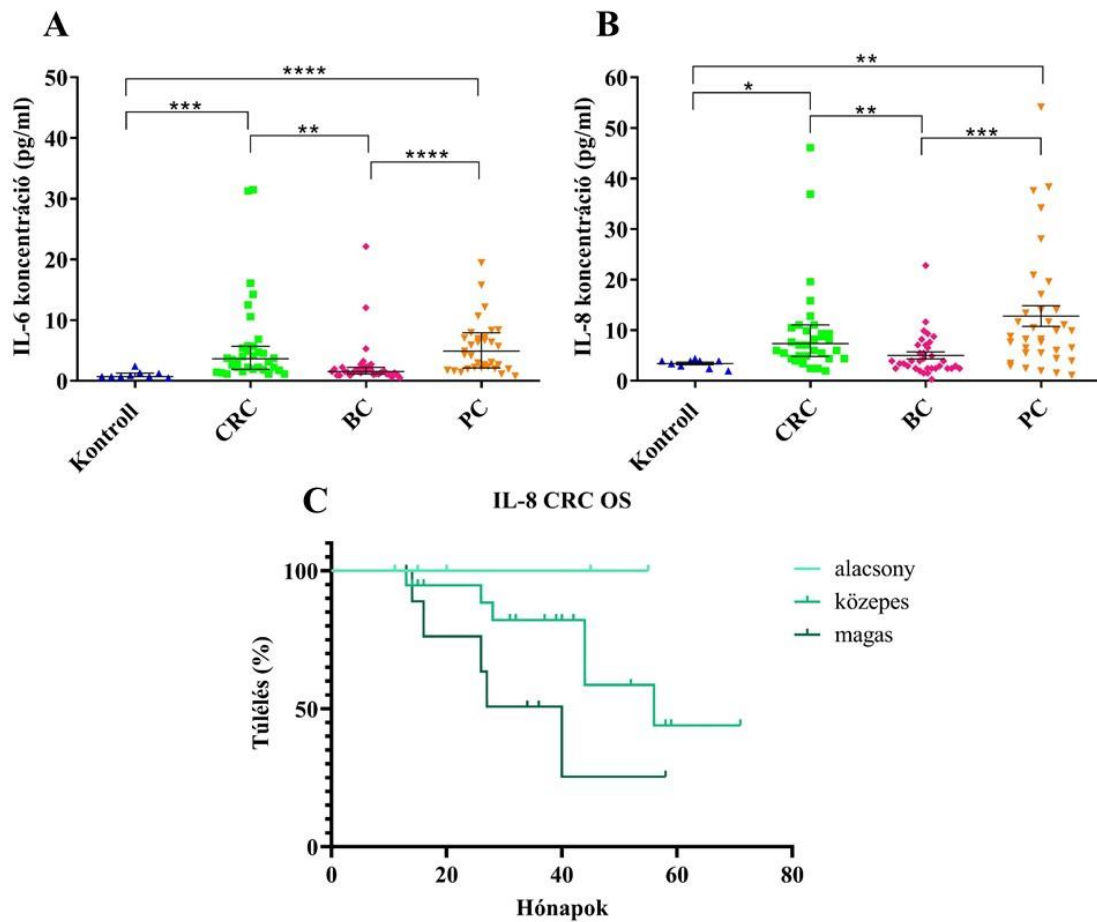 A
IL-6 koncentráció (pg/ml)
50
40
30
20
10
0
****
***
**
****
Kontroll
CRC
BC
PC
B
IL-8 koncentráció (pg/ml)
60
50
40
30
20
10
0
**
*
**
***
Kontroll
CRC
BC
PC
C
IL-8 CRC OS
Túlélés (%)
100
50
0
0 20 40 60 80
Hónapok
alacsony
közepes
magas